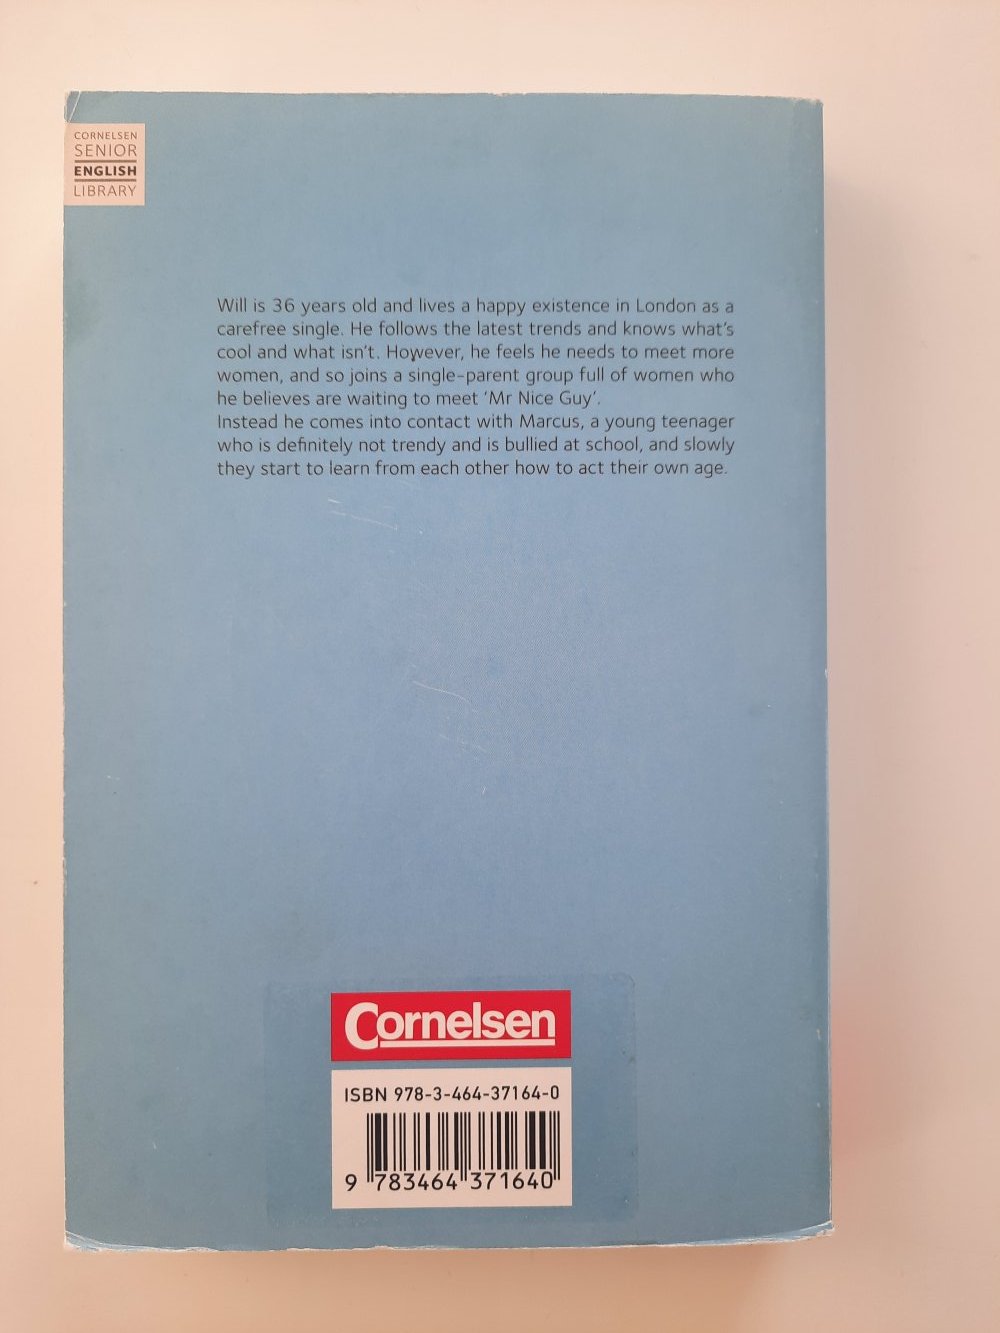 CORNELSEN
SENIOR
ENGLISH
LIBRARY
Will is 36 years old and lives a happy existence in London as a
carefree single. He follows the latest trends and knows what's
cool and what isn't. However, he feels he needs to meet more
women, and so joins a single-parent group full of women who
he believes are waiting to meet 'Mr Nice Guy'.
Instead he comes into contact with Marcus, a young teenager
who is definitely not trendy and is bullied at school, and slowly
they start to learn from each other how to act their own age.
Cornelsen
ISBN 978-3-464-37164-0
9 783464 371640